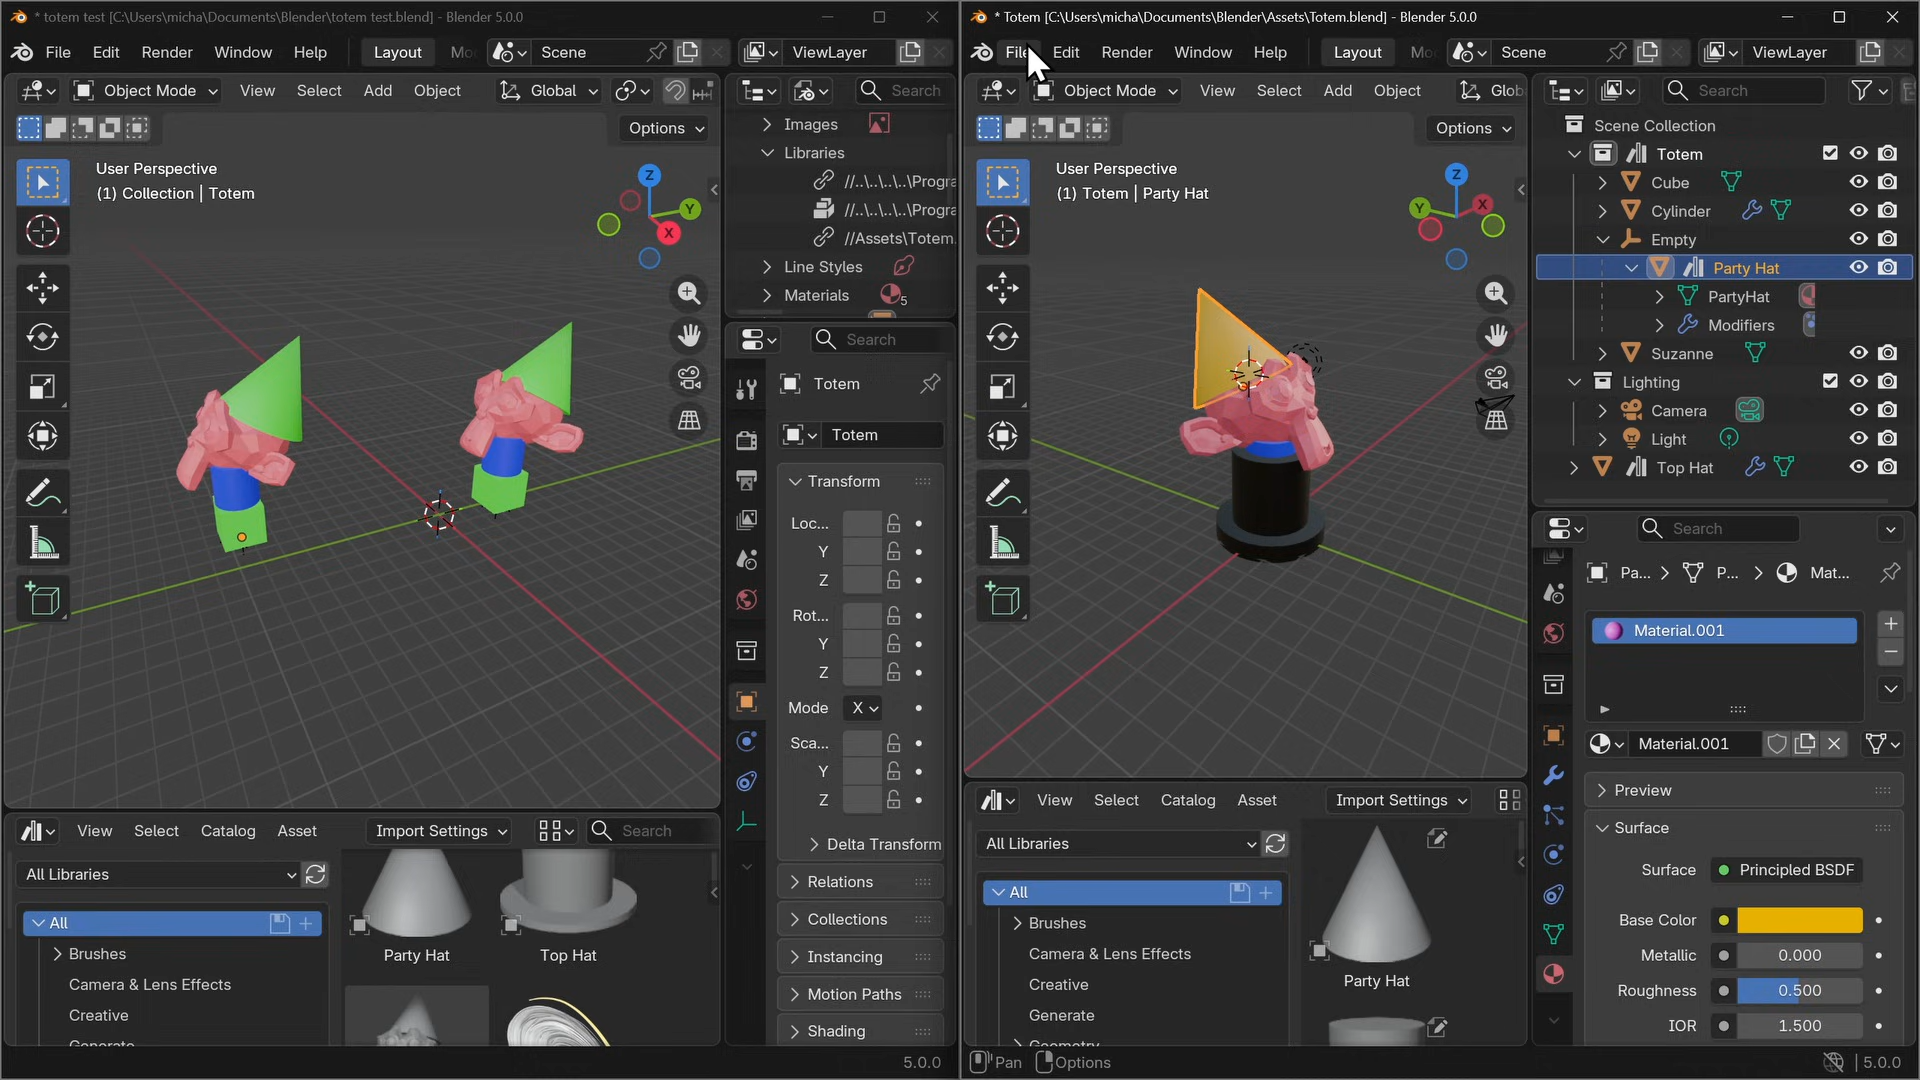 * totem test [C:\Users\micha\Documents\Blender\totem test.blend] - Blender 5.0.0
File Edit Render Window Help Layout Mo Scene ViewLayer
Object Mode View Select Add Object Global Search
Options
User Perspective
(1) Collection | Totem
Z
Y
X
Images
Libraries
//..\..\..\..\Progra
//..\..\..\..\Progra
//Assets\Totem.
Line Styles
Materials 5
Search
Totem
Totem
Transform
Loc...
Y
Z
Rot...
Y
Z
Mode X
Sca...
Y
Z
Delta Transform
Relations
Collections
Instancing
Motion Paths
Shading
View Select Catalog Asset Import Settings Search
All Libraries
All
Brushes
Camera & Lens Effects
Creative
Generate
Party Hat
Top Hat
5.0.0
* Totem [C:\Users\micha\Documents\Blender\Assets\Totem.blend] - Blender 5.0.0
File Edit Render Window Help Layout Mo Scene ViewLayer
Object Mode View Select Add Object Glob Search
Options
User Perspective
(1) Totem | Party Hat
Z
X
Y
Scene Collection
Totem
Cube
Cylinder
Empty
Party Hat
PartyHat
Modifiers
Suzanne
Lighting
Camera
Light
Top Hat
Search
Pa... P... Mat...
Material.001
Material.001
Preview
Surface
Surface Principled BSDF
Base Color
Metallic 0.000
Roughness 0.500
IOR 1.500
View Select Catalog Asset Import Settings
All Libraries
All
Brushes
Camera & Lens Effects
Creative
Generate
Geometry
Party Hat
Pan Options
5.0.0